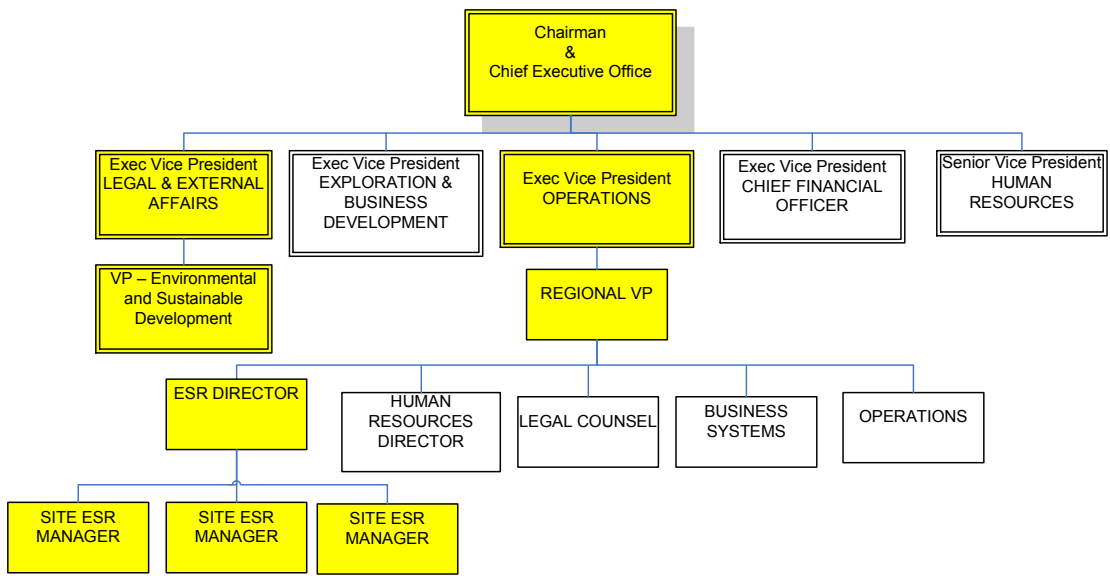 Chairman
&
Chief Executive Office
Exec Vice President
LEGAL & EXTERNAL
AFFAIRS
Exec Vice President
EXPLORATION &
BUSINESS
DEVELOPMENT
Exec Vice President
OPERATIONS
Exec Vice President
CHIEF FINANCIAL
OFFICER
Senior Vice President
HUMAN
RESOURCES
VP – Environmental
and Sustainable
Development
REGIONAL VP
ESR DIRECTOR
HUMAN
RESOURCES
DIRECTOR
LEGAL COUNSEL
BUSINESS
SYSTEMS
OPERATIONS
SITE ESR
MANAGER
SITE ESR
MANAGER
SITE ESR
MANAGER